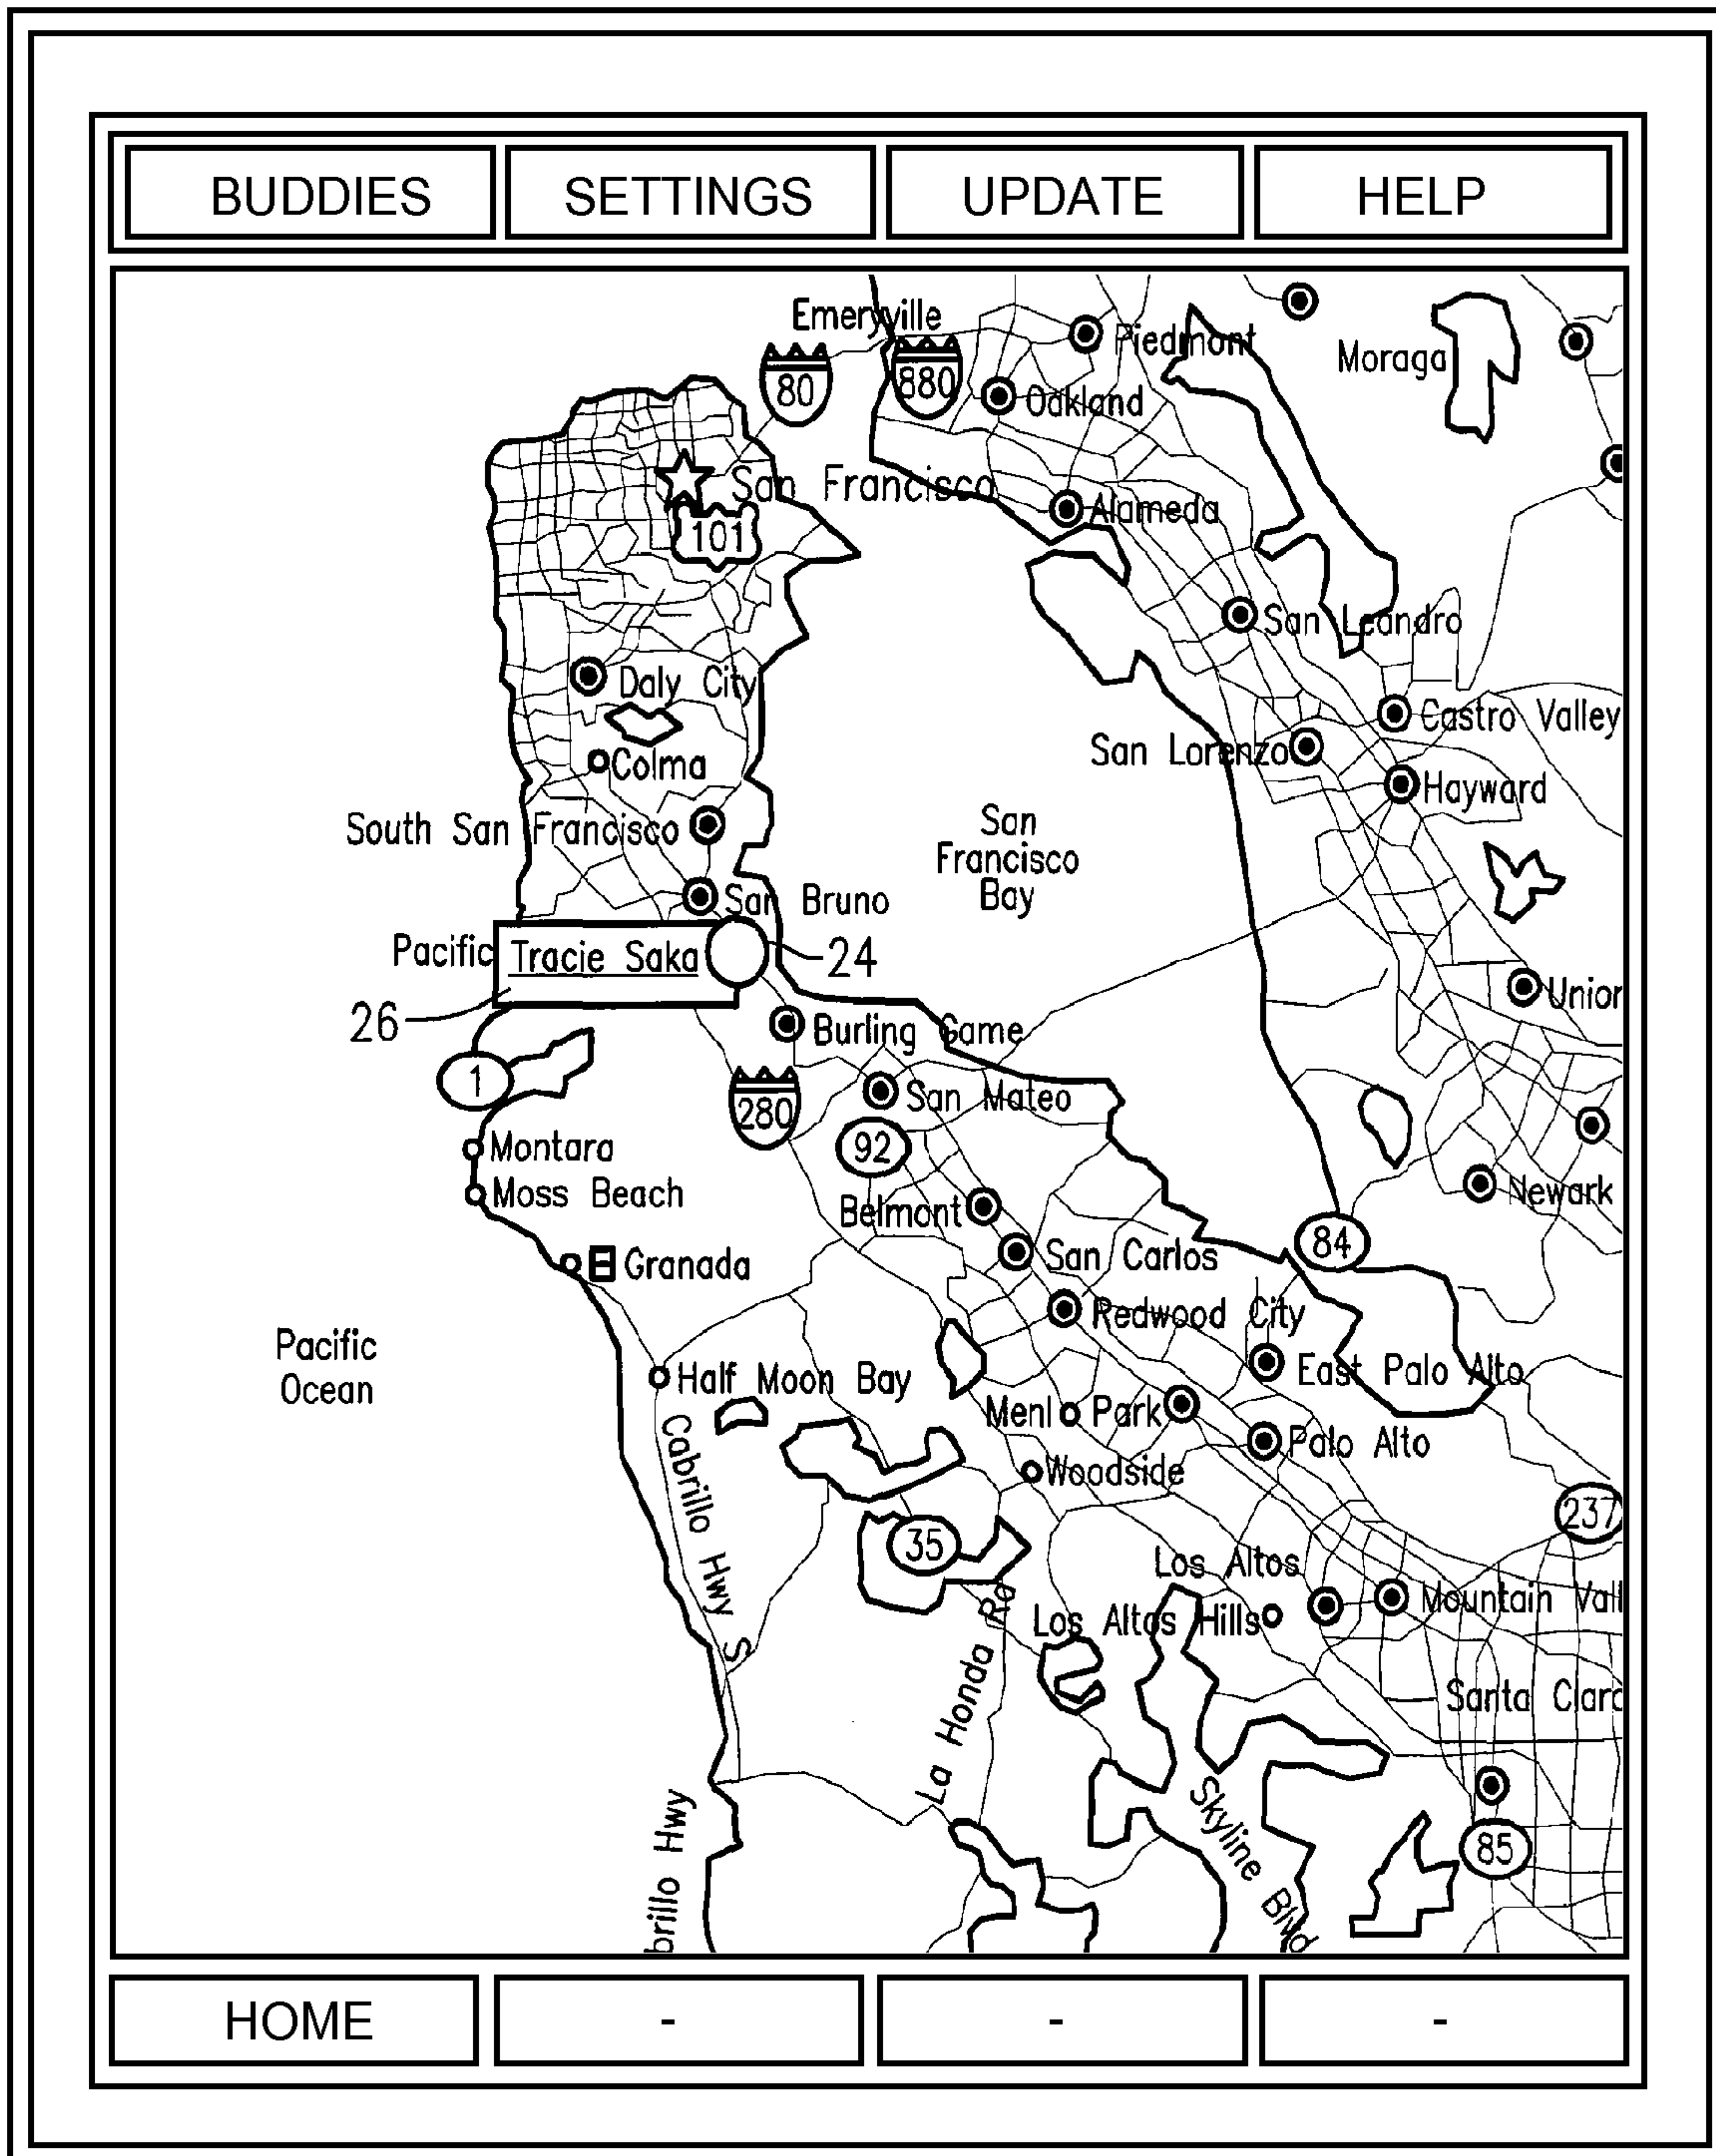 BUDDIES SETTINGS UPDATE HELP
Emeryville
Piedmont
Moraga
80
880
Oakland
San Francisco
101
Alameda
San Leandro
Daly City
Castro Valley
San Lorenzo
Colma
Hayward
South San Francisco
San
Francisco
Bay
San Bruno
Pacific
Tracie Saka
24
Union
26
Burling Game
1
280
San Mateo
92
Montara
Moss Beach
Newark
Belmont
84
San Carlos
Granada
Redwood City
Pacific
Ocean
East Palo Alto
Half Moon Bay
Menl Park
Palo Alto
Woodside
Cabrillo Hwy S
237
35
Los Altos
Mountain Vall
Los Altos Hills
La Honda Rd
Santa Clara
Skyline Blvd
85
brillo Hwy
HOME - - -